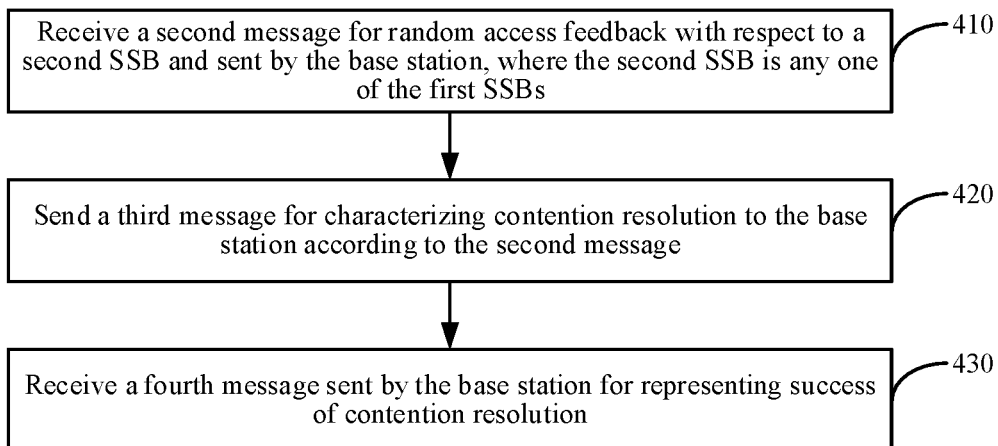 Receive a second message for random access feedback with respect to a
second SSB and sent by the base station, where the second SSB is any one
of the first SSBs
410
Send a third message for characterizing contention resolution to the base
station according to the second message
420
Receive a fourth message sent by the base station for representing success
of contention resolution
430